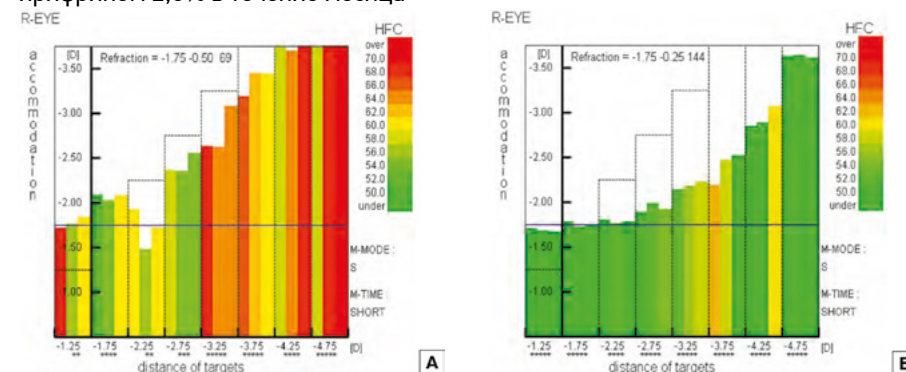 ирифрином 2,5% в течение месяца
R-EYE
HFC
accommodation
[D]
Refraction = -1.75 -0.50 69
-3.50
-3.00
-2.50
-2.00
-1.50
-1.00
over
70.0
68.0
66.0
64.0
62.0
60.0
58.0
56.0
54.0
52.0
50.0
under
M-MODE :
S
M-TIME :
SHORT
-1.25 -1.75 -2.25 -2.75 -3.25 -3.75 -4.25 -4.75 [D]
** ***** ** *** ***** ***** ***** *****
distance of targets
A
R-EYE
HFC
accommodation
[D]
Refraction = -1.75 -0.25 144
-3.50
-3.00
-2.50
-2.00
-1.50
-1.00
over
70.0
68.0
66.0
64.0
62.0
60.0
58.0
56.0
54.0
52.0
50.0
under
M-MODE :
S
M-TIME :
SHORT
-1.25 -1.75 -2.25 -2.75 -3.25 -3.75 -4.25 -4.75 [D]
***** ***** ***** ***** ***** ***** ***** *****
distance of targets